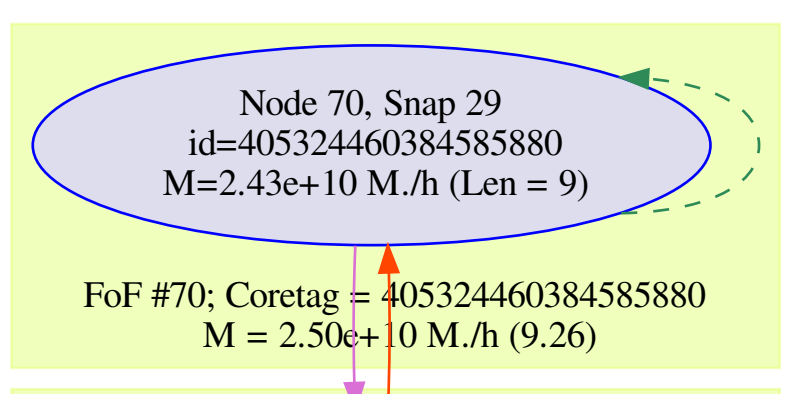 Node 70, Snap 29
id=405324460384585880
M=2.43e+10 M./h (Len = 9)
FoF #70; Coretag = 405324460384585880
M = 2.50e+10 M./h (9.26)